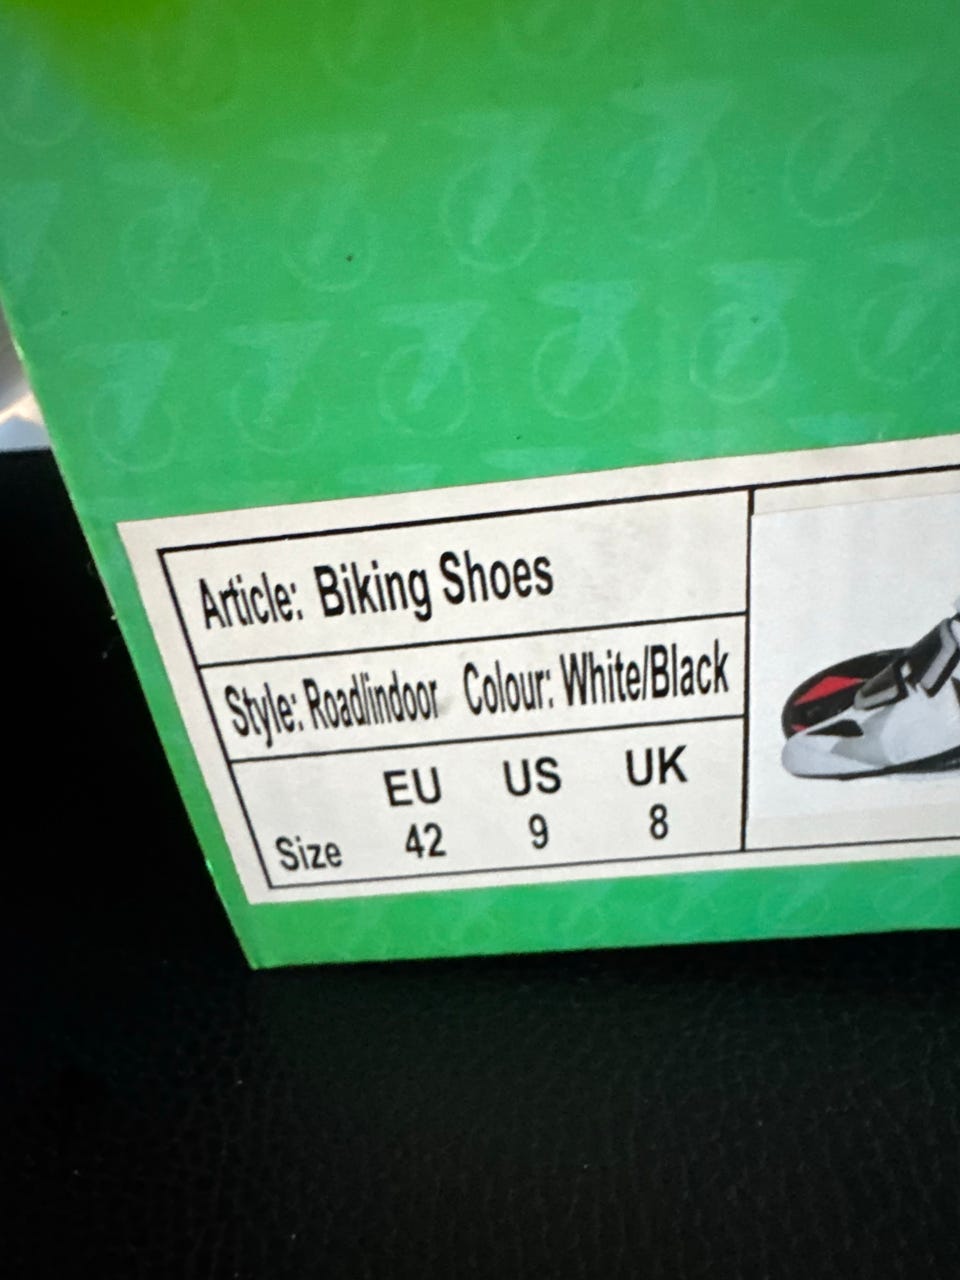 Article: Biking Shoes
Style: Road/indoor Colour: White/Black
EU US UK
Size 42 9 8